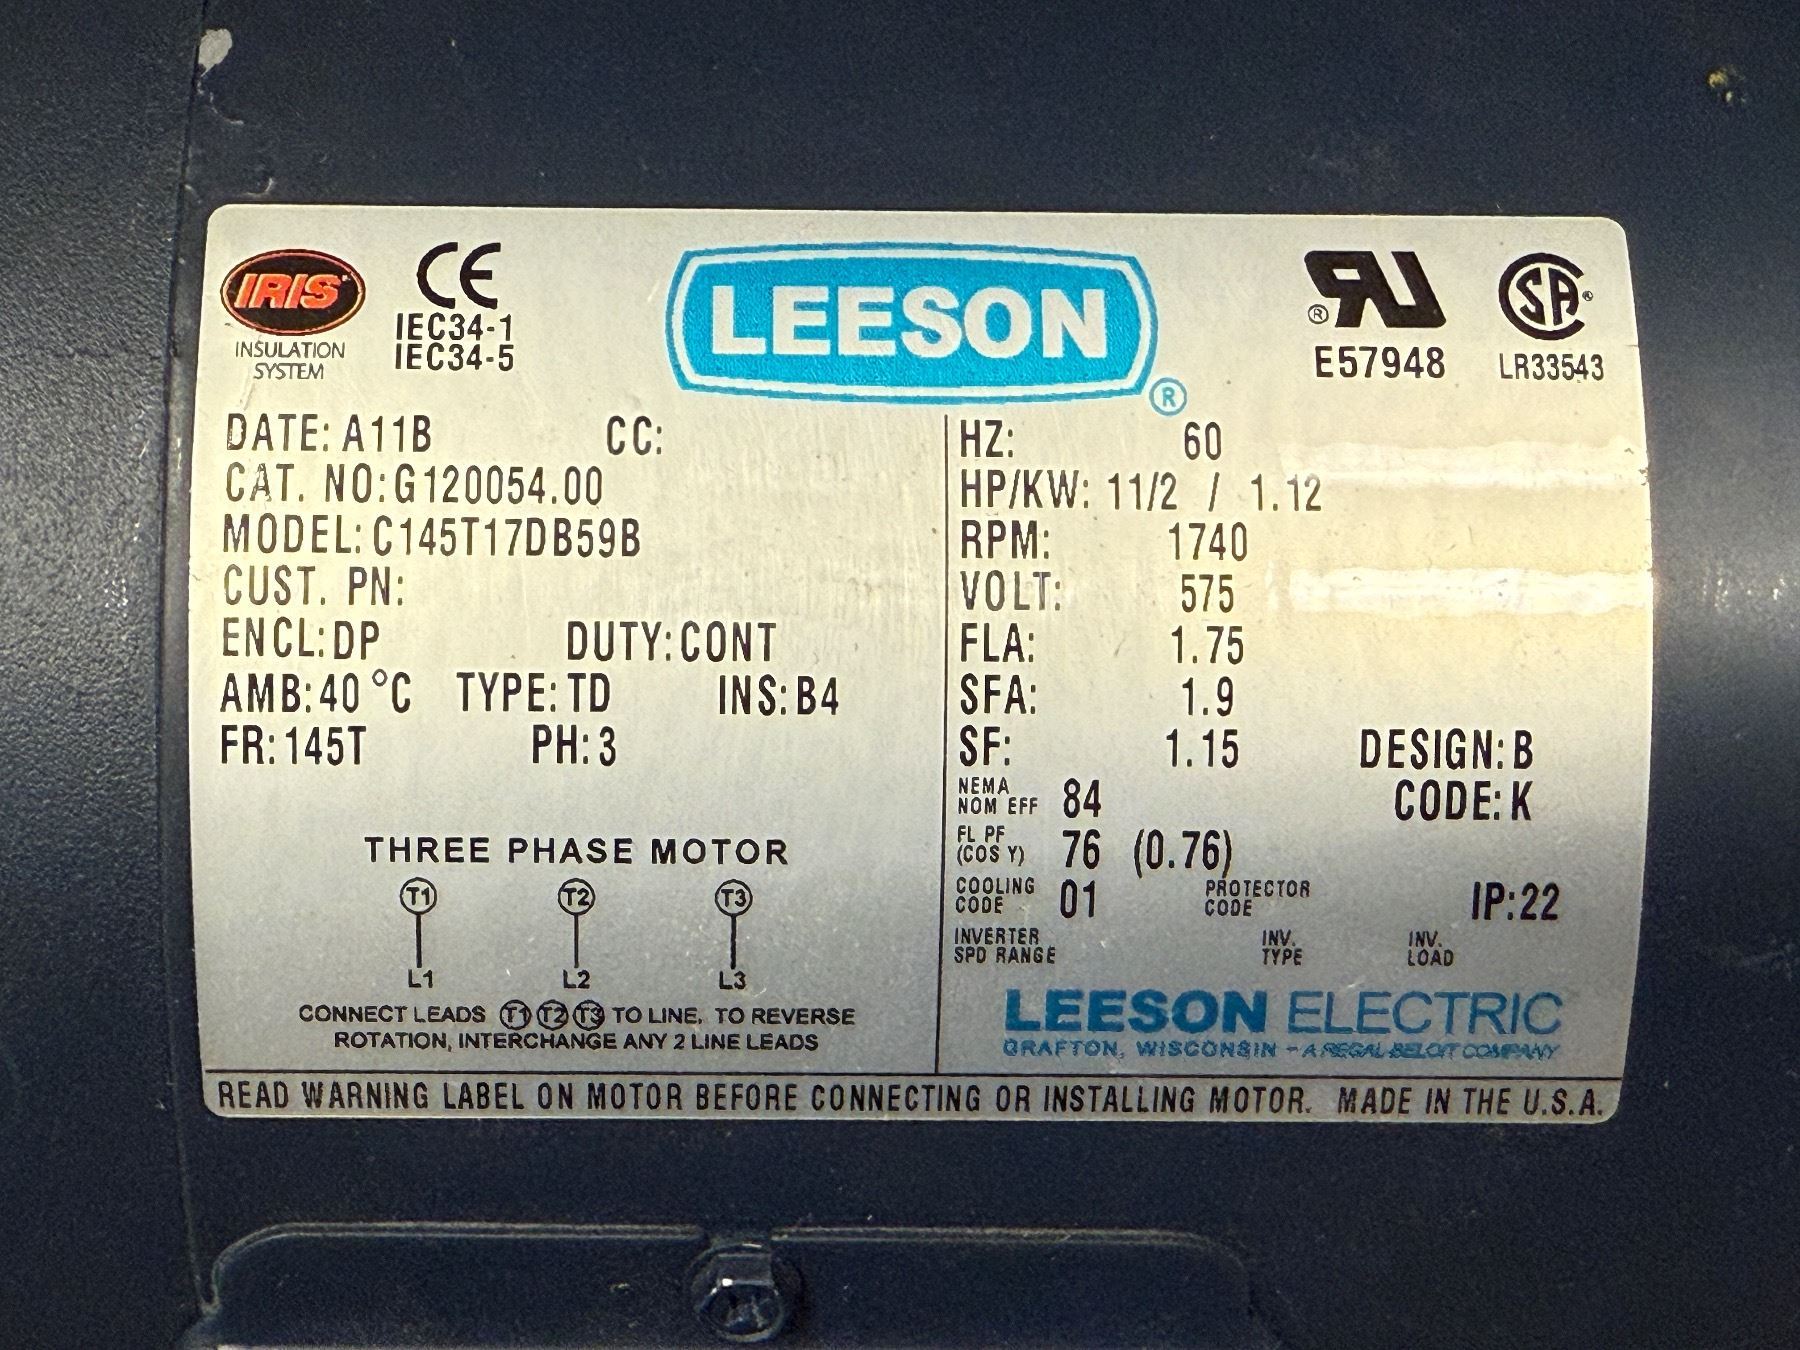 IRIS
INSULATION
SYSTEM
CE
IEC34-1
IEC34-5
LEESON ®
® RU
E57948
SA ®
LR33543
DATE: A11B CC:
CAT. NO:G120054.00
MODEL:C145T17DB59B
CUST. PN:
ENCL:DP DUTY:CONT
AMB:40°C TYPE:TD INS:B4
FR:145T PH:3
THREE PHASE MOTOR
T1 T2 T3
L1 L2 L3
CONNECT LEADS T1 T2 T3 TO LINE, TO REVERSE
ROTATION, INTERCHANGE ANY 2 LINE LEADS
HZ: 60
HP/KW: 11/2 / 1.12
RPM: 1740
VOLT: 575
FLA: 1.75
SFA: 1.9
SF: 1.15 DESIGN:B
NEMA
NOM EFF 84 CODE:K
FL PF
(COS Y) 76 (0.76)
COOLING
CODE 01 PROTECTOR
CODE IP:22
INVERTER
SPD RANGE INV.
TYPE INV.
LOAD
LEESON ELECTRIC
GRAFTON, WISCONSIN - A REGAL-BELOIT COMPANY
READ WARNING LABEL ON MOTOR BEFORE CONNECTING OR INSTALLING MOTOR. MADE IN THE U.S.A.